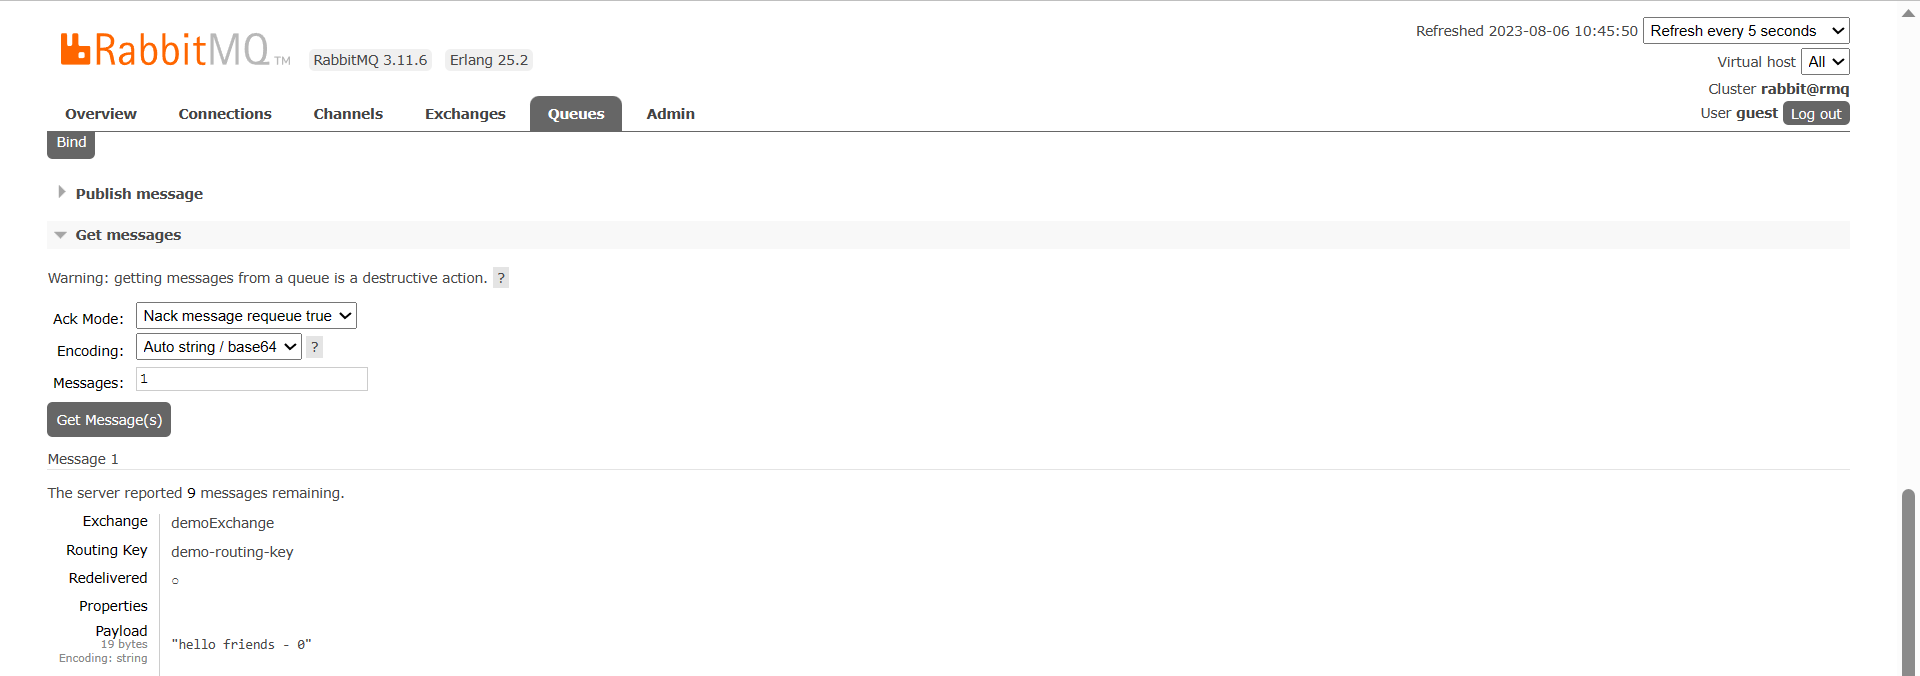 Refreshed 2023-08-06 10:45:50 Refresh every 5 seconds
RabbitMQ TM RabbitMQ 3.11.6 Erlang 25.2
Virtual host All
Cluster rabbit@rmq
User guest Log out
Overview Connections Channels Exchanges Queues Admin
Bind
Publish message
Get messages
Warning: getting messages from a queue is a destructive action. ?
Ack Mode: Nack message requeue true
Encoding: Auto string / base64 ?
Messages: 1
Get Message(s)
Message 1
The server reported 9 messages remaining.
Exchange demoExchange
Routing Key demo-routing-key
Redelivered ○
Properties
Payload
19 bytes "hello friends - 0"
Encoding: string